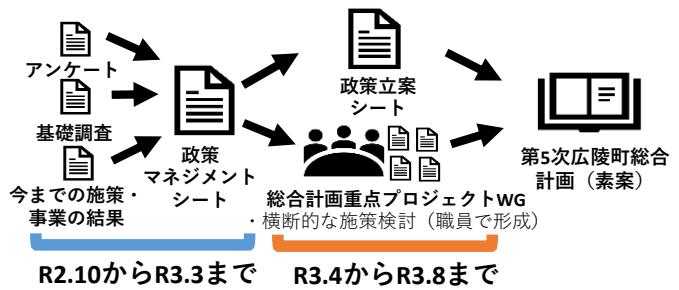 アンケート
基礎調査
今までの施策・
事業の結果
政策
マネジメント
シート
政策立案
シート
総合計画重点プロジェクトWG
・横断的な施策検討（職員で形成）
第5次広陵町総合
計画（素案）
R2.10からR3.3まで
R3.4からR3.8まで